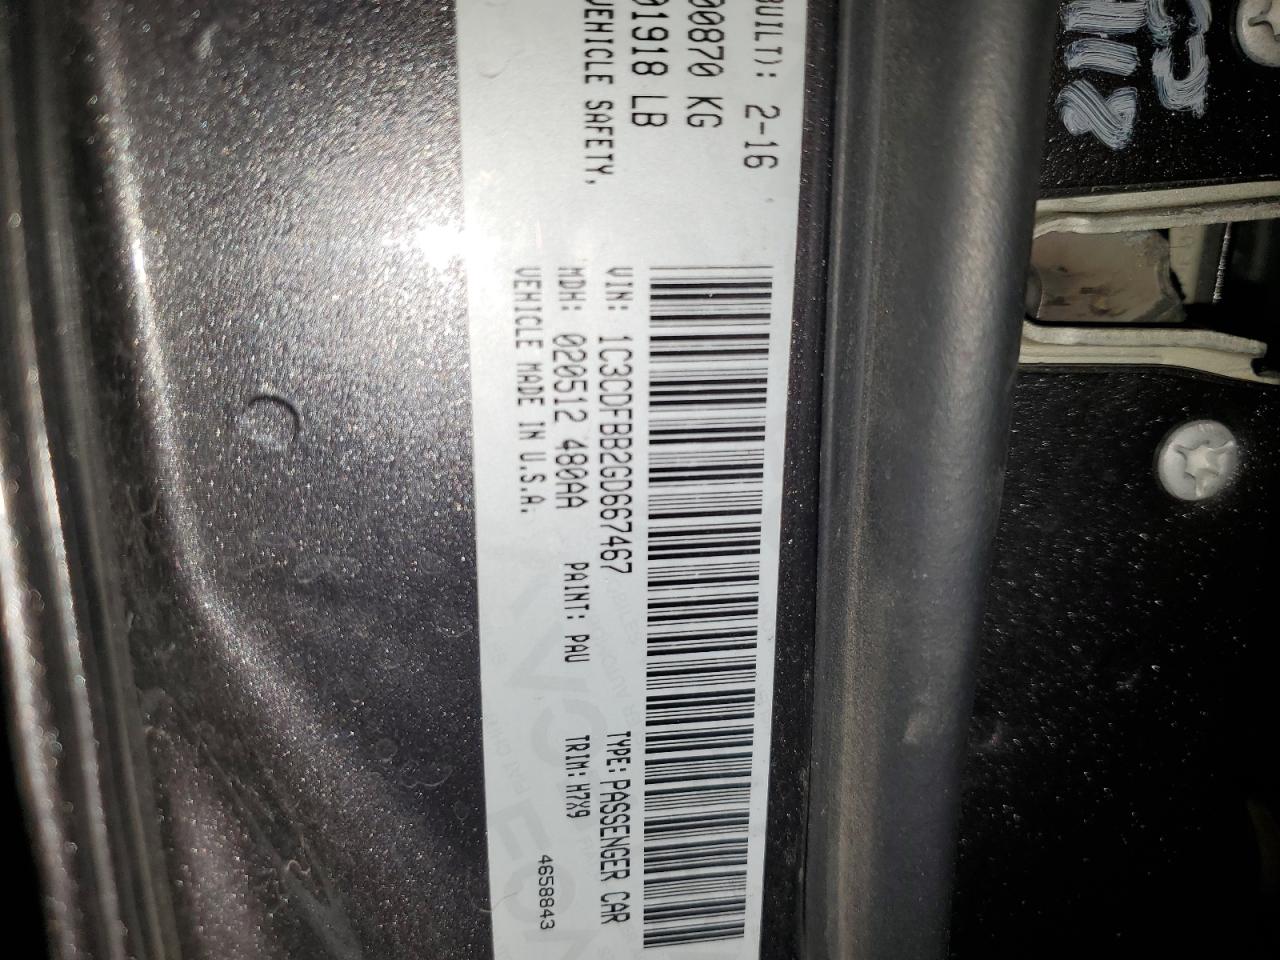 BUILT): 2-16
00870 KG
01918 LB
VEHICLE SAFETY,
VIN: 1C3CDFBB2GD667467 TYPE: PASSENGER CAR
MDH: 020512 480AA PAINT: PAU TRIM: H7X9
VEHICLE MADE IN U.S.A.
4658843